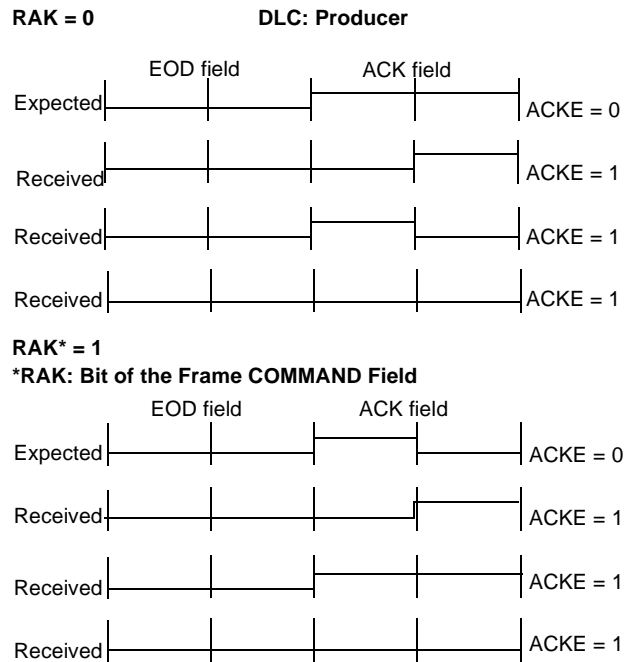 RAK = 0 DLC: Producer
EOD field ACK field
Expected ACKE = 0
Received ACKE = 1
Received ACKE = 1
Received ACKE = 1
RAK* = 1
*RAK: Bit of the Frame COMMAND Field
EOD field ACK field
Expected ACKE = 0
Received ACKE = 1
Received ACKE = 1
Received ACKE = 1